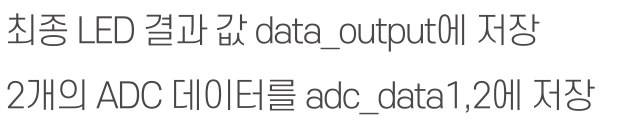 최종 LED 결과 값 data_output에 저장
2개의 ADC 데이터를 adc_data1,2에 저장